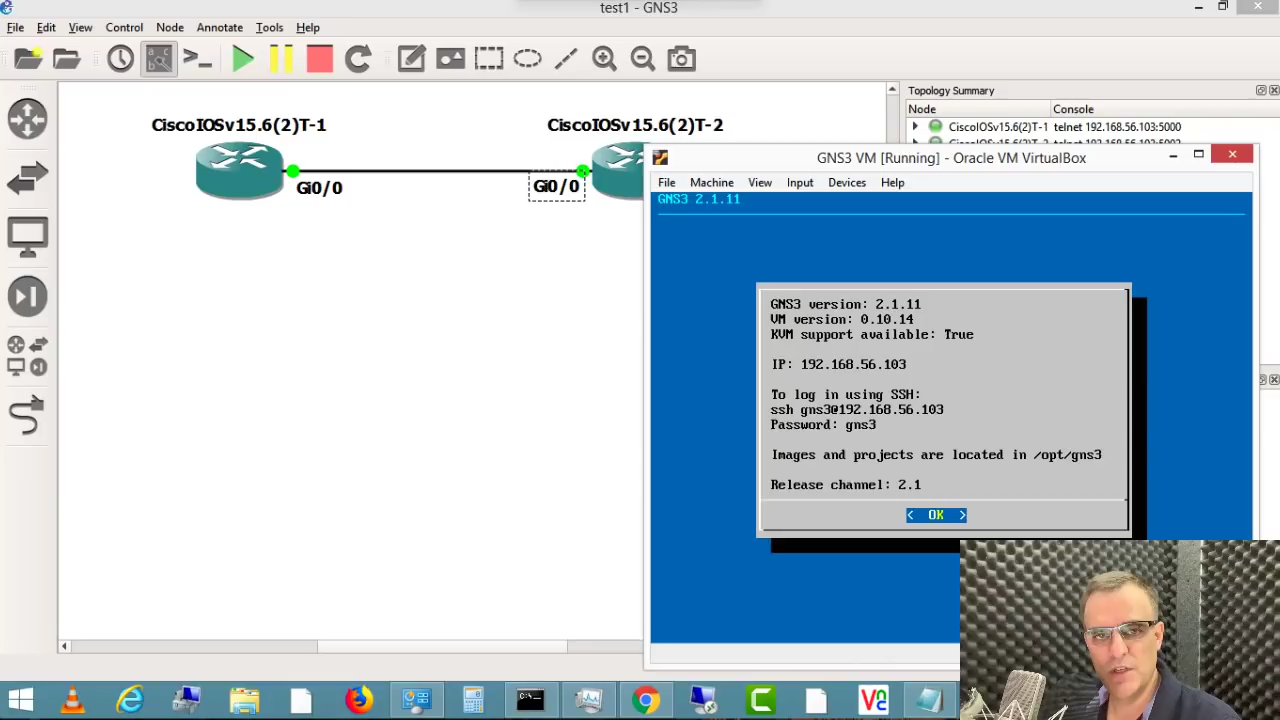 test1 - GNS3
File Edit View Control Node Annotate Tools Help
CiscoIOSv15.6(2)T-1
CiscoIOSv15.6(2)T-2
Gi0/0
Gi0/0
Topology Summary
Node Console
CiscoIOSv15.6(2)T-1 telnet 192.168.56.103:5000
GNS3 VM [Running] - Oracle VM VirtualBox
File Machine View Input Devices Help
GNS3 2.1.11
GNS3 version: 2.1.11
VM version: 0.10.14
KVM support available: True
IP: 192.168.56.103
To log in using SSH:
ssh gns3@192.168.56.103
Password: gns3
Images and projects are located in /opt/gns3
Release channel: 2.1
< OK >